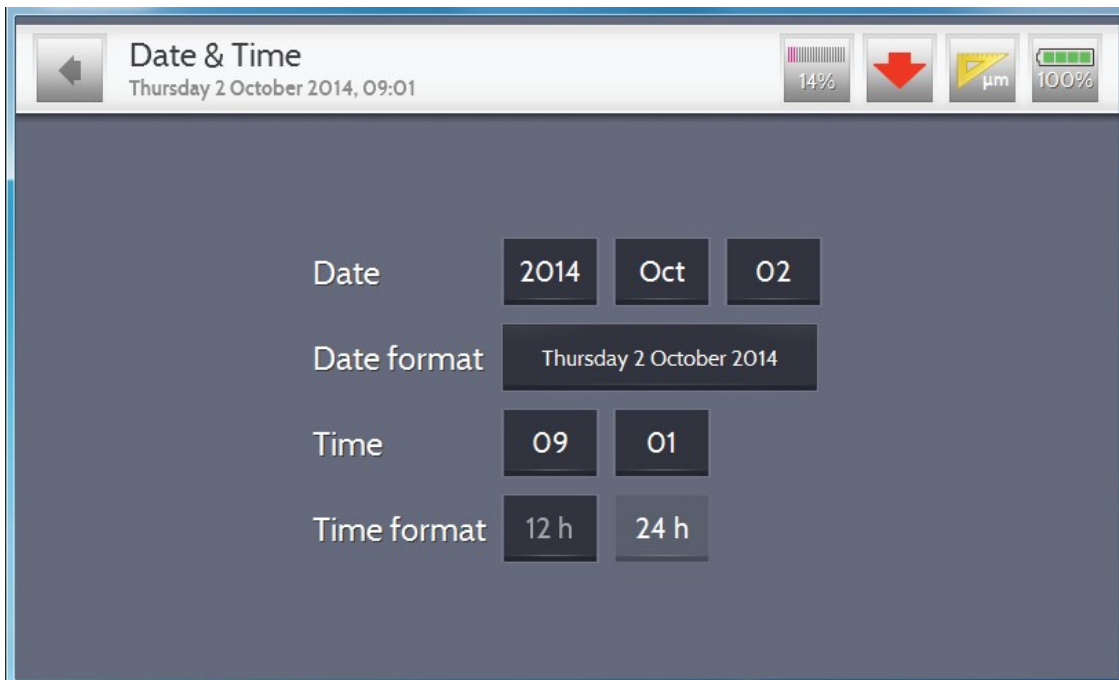 Date & Time
Thursday 2 October 2014, 09:01
14%
µm
100%
Date 2014 Oct 02
Date format Thursday 2 October 2014
Time 09 01
Time format 12 h 24 h